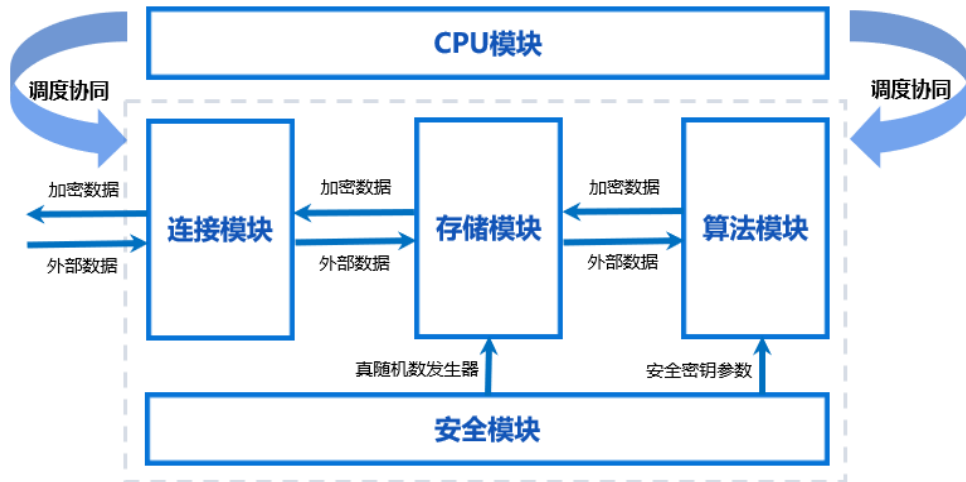 CPU模块
调度协同
调度协同
加密数据
加密数据
加密数据
连接模块
存储模块
算法模块
外部数据
外部数据
外部数据
真随机数发生器
安全密钥参数
安全模块